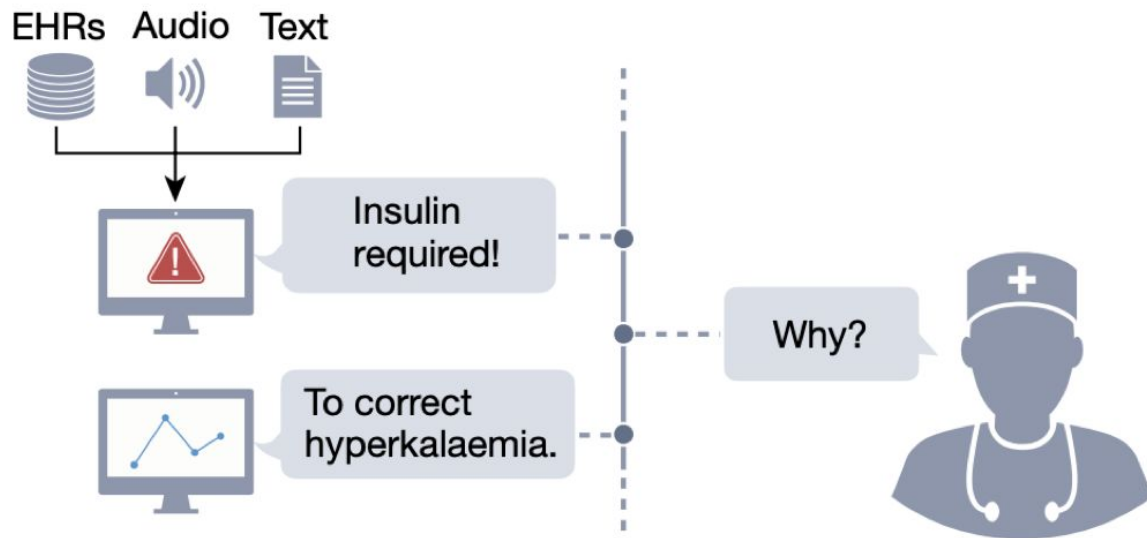 EHRs Audio Text
Insulin
required!
Why?
To correct
hyperkalaemia.